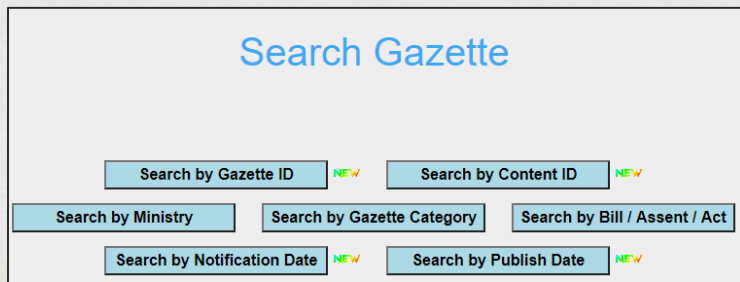 Search Gazette
Search by Gazette ID NEW Search by Content ID NEW
Search by Ministry Search by Gazette Category Search by Bill / Assent / Act
Search by Notification Date NEW Search by Publish Date NEW